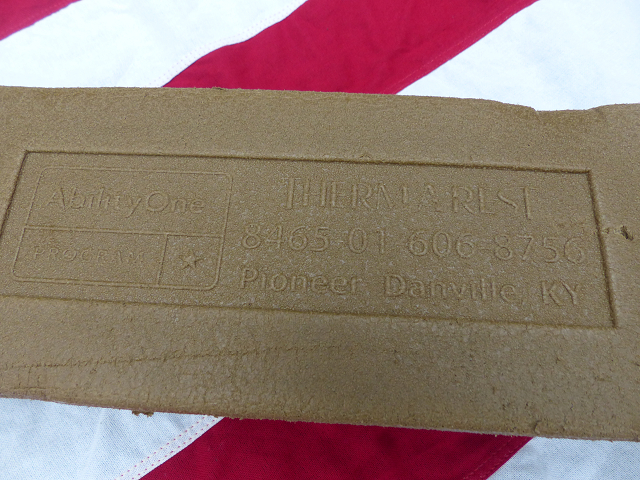 AbilityOne
PROGRAM
THERMAREST
8465-01 606-8756
Pioneer Danville, KY